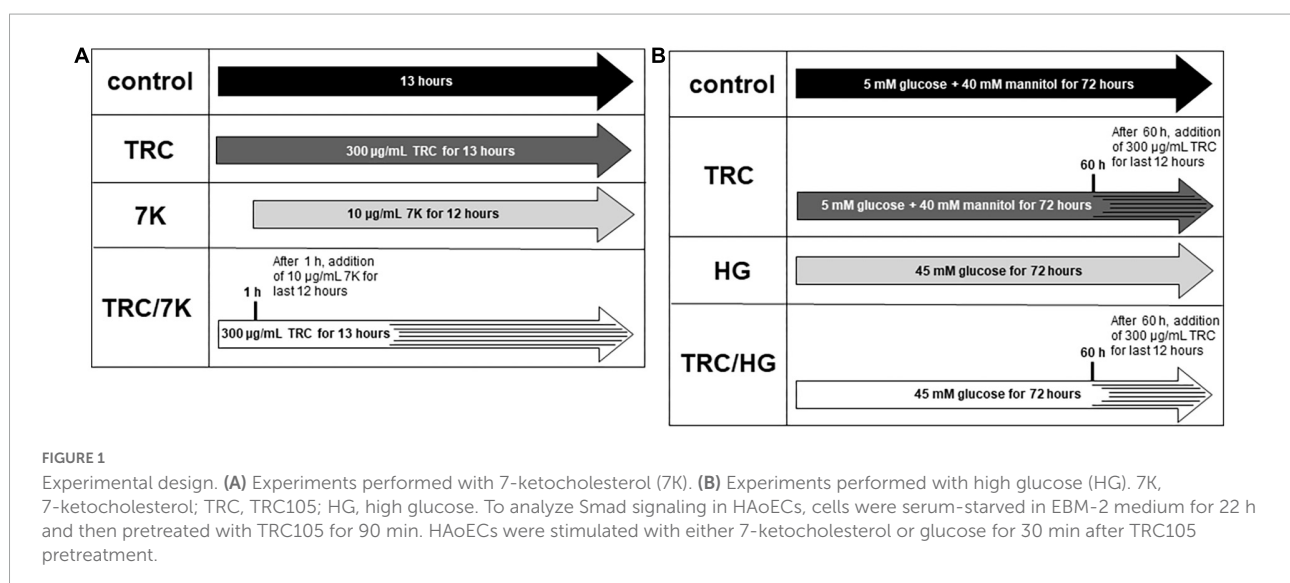 A
control
13 hours
TRC
300 µg/mL TRC for 13 hours
7K
10 µg/mL 7K for 12 hours
TRC/7K
After 1 h, addition
of 10 µg/mL 7K for
last 12 hours
1 h
300 µg/mL TRC for 13 hours
B
control
5 mM glucose + 40 mM mannitol for 72 hours
TRC
After 60 h, addition
of 300 µg/mL TRC
for last 12 hours
60 h
5 mM glucose + 40 mM mannitol for 72 hours
HG
45 mM glucose for 72 hours
TRC/HG
After 60 h, addition
of 300 µg/mL TRC
for last 12 hours
60 h
45 mM glucose for 72 hours
FIGURE 1
Experimental design. (A) Experiments performed with 7-ketocholesterol (7K). (B) Experiments performed with high glucose (HG). 7K,
7-ketocholesterol; TRC, TRC105; HG, high glucose. To analyze Smad signaling in HAoECs, cells were serum-starved in EBM-2 medium for 22 h
and then pretreated with TRC105 for 90 min. HAoECs were stimulated with either 7-ketocholesterol or glucose for 30 min after TRC105
pretreatment.